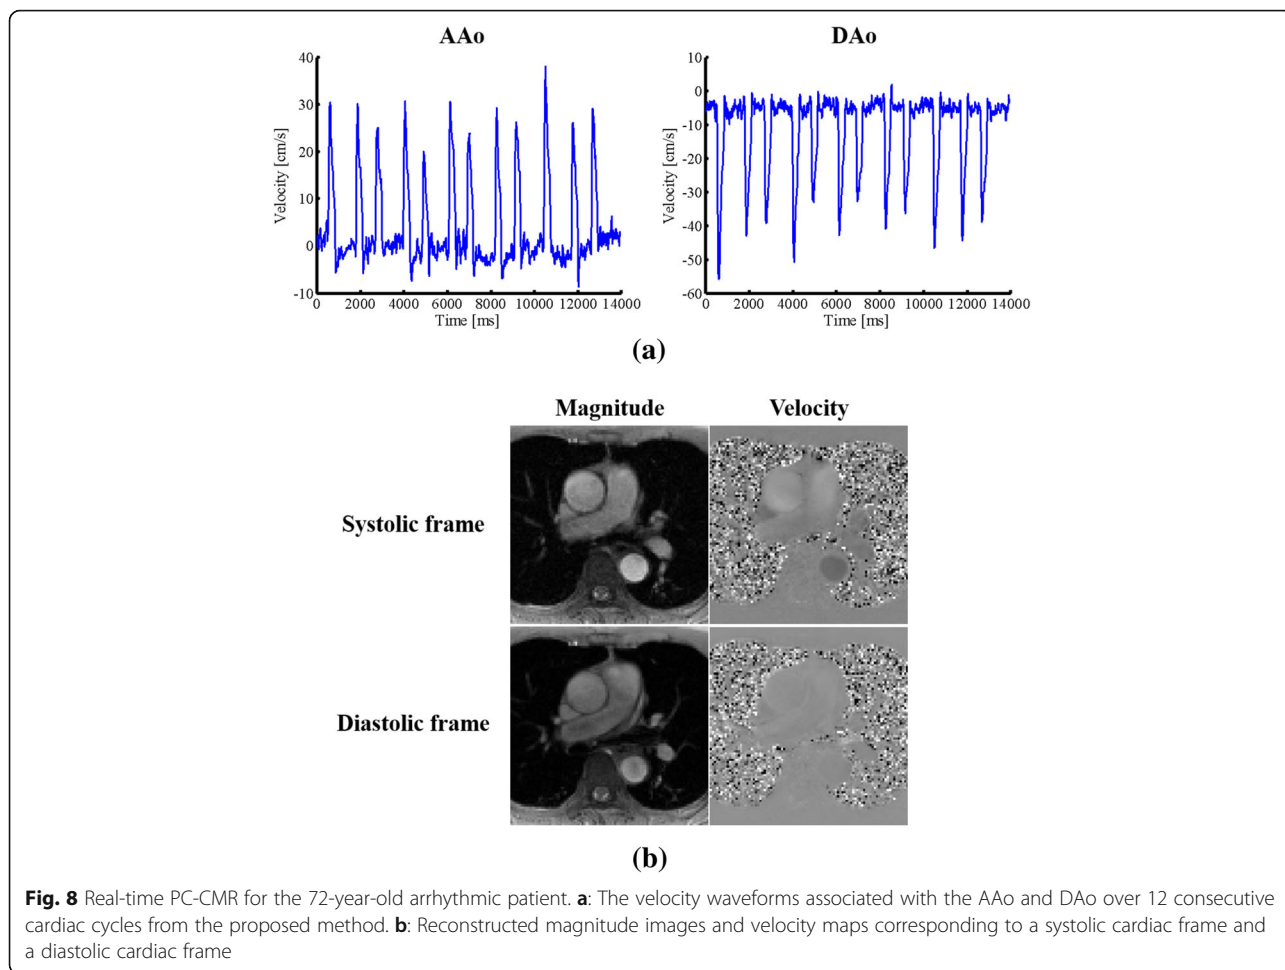 AAo
DAo
40
30
20
10
0
-10
Velocity [cm/s]
0 2000 4000 6000 8000 10000 12000 14000
Time [ms]
10
0
-10
-20
-30
-40
-50
-60
Velocity [cm/s]
0 2000 4000 6000 8000 10000 12000 14000
Time [ms]
(a)
Magnitude Velocity
Systolic frame
Diastolic frame
(b)
Fig. 8 Real-time PC-CMR for the 72-year-old arrhythmic patient. a: The velocity waveforms associated with the AAo and DAo over 12 consecutive
cardiac cycles from the proposed method. b: Reconstructed magnitude images and velocity maps corresponding to a systolic cardiac frame and
a diastolic cardiac frame